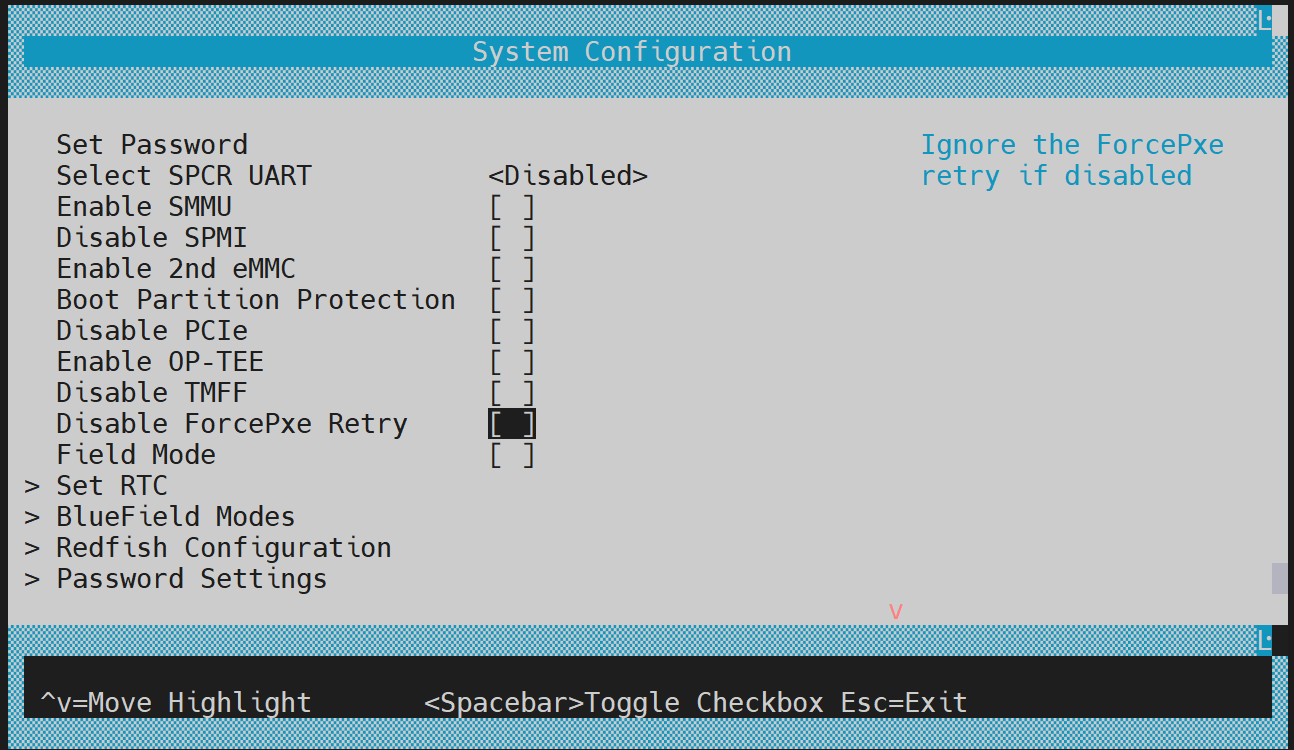 System Configuration
Set Password
Select SPCR UART <Disabled>
Enable SMMU [ ]
Disable SPMI [ ]
Enable 2nd eMMC [ ]
Boot Partition Protection [ ]
Disable PCIe [ ]
Enable OP-TEE [ ]
Disable TMFF [ ]
Disable ForcePxe Retry [ ]
Field Mode [ ]
> Set RTC
> BlueField Modes
> Redfish Configuration
> Password Settings
Ignore the ForcePxe
retry if disabled
v
^v=Move Highlight <Spacebar>Toggle Checkbox Esc=Exit